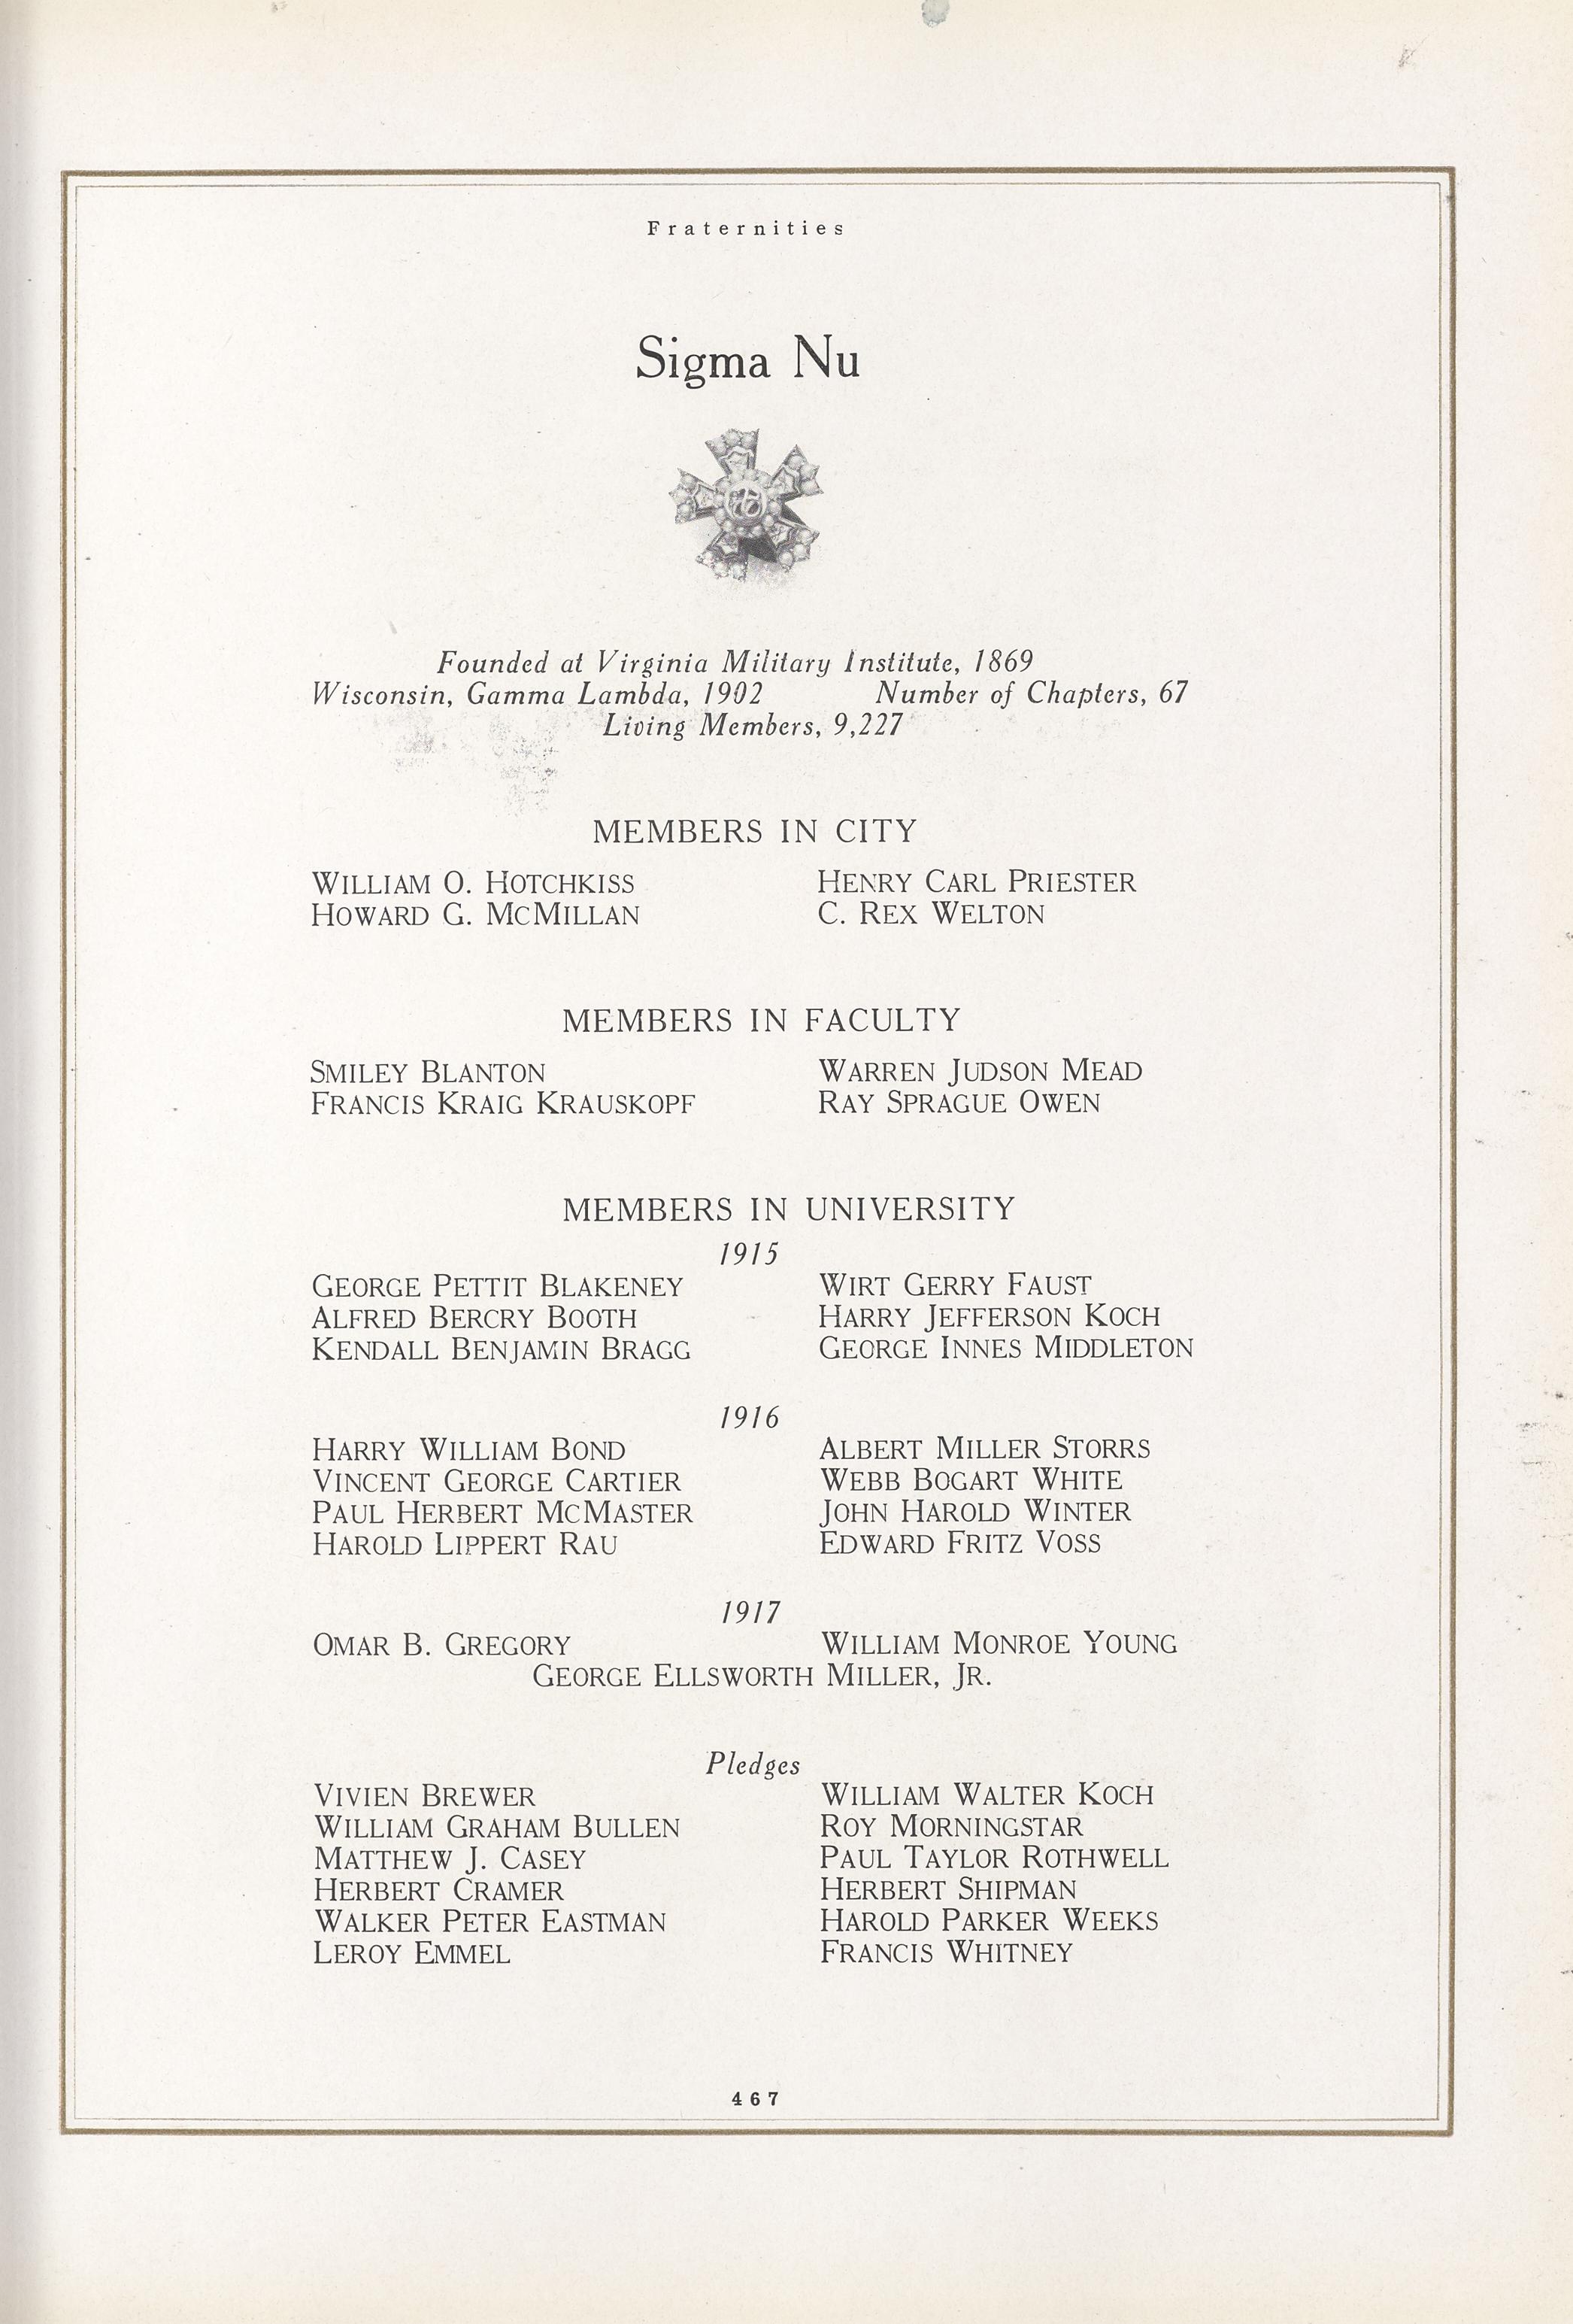 Fraternities
Sigma Nu
Founded at Virginia Military Institute, 1869
Wisconsin, Gamma Lambda, 1902 Number of Chapters, 67
Living Members, 9,227
MEMBERS IN CITY
WILLIAM O. HOTCHKISS HENRY CARL PRIESTER
HOWARD G. MCMILLAN C. REX WELTON
MEMBERS IN FACULTY
SMILEY BLANTON WARREN JUDSON MEAD
FRANCIS KRAIG KRAUSKOPF RAY SPRAGUE OWEN
MEMBERS IN UNIVERSITY
1915
GEORGE PETTIT BLAKENEY WIRT GERRY FAUST
ALFRED BERCRY BOOTH HARRY JEFFERSON KOCH
KENDALL BENJAMIN BRAGG GEORGE INNES MIDDLETON
1916
HARRY WILLIAM BOND ALBERT MILLER STORRS
VINCENT GEORGE CARTIER WEBB BOGART WHITE
PAUL HERBERT MCMASTER JOHN HAROLD WINTER
HAROLD LIPPERT RAU EDWARD FRITZ VOSS
1917
OMAR B. GREGORY WILLIAM MONROE YOUNG
GEORGE ELLSWORTH MILLER, JR.
Pledges
VIVIEN BREWER WILLIAM WALTER KOCH
WILLIAM GRAHAM BULLEN ROY MORNINGSTAR
MATTHEW J. CASEY PAUL TAYLOR ROTHWELL
HERBERT CRAMER HERBERT SHIPMAN
WALKER PETER EASTMAN HAROLD PARKER WEEKS
LEROY EMMEL FRANCIS WHITNEY
467